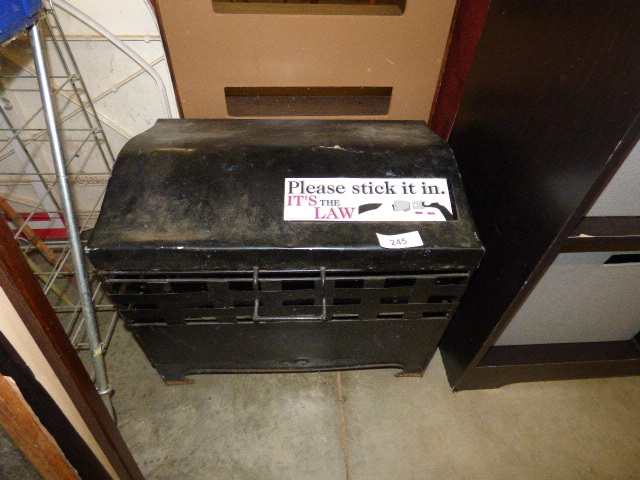 Please stick it in.
IT'S THE
LAW
245